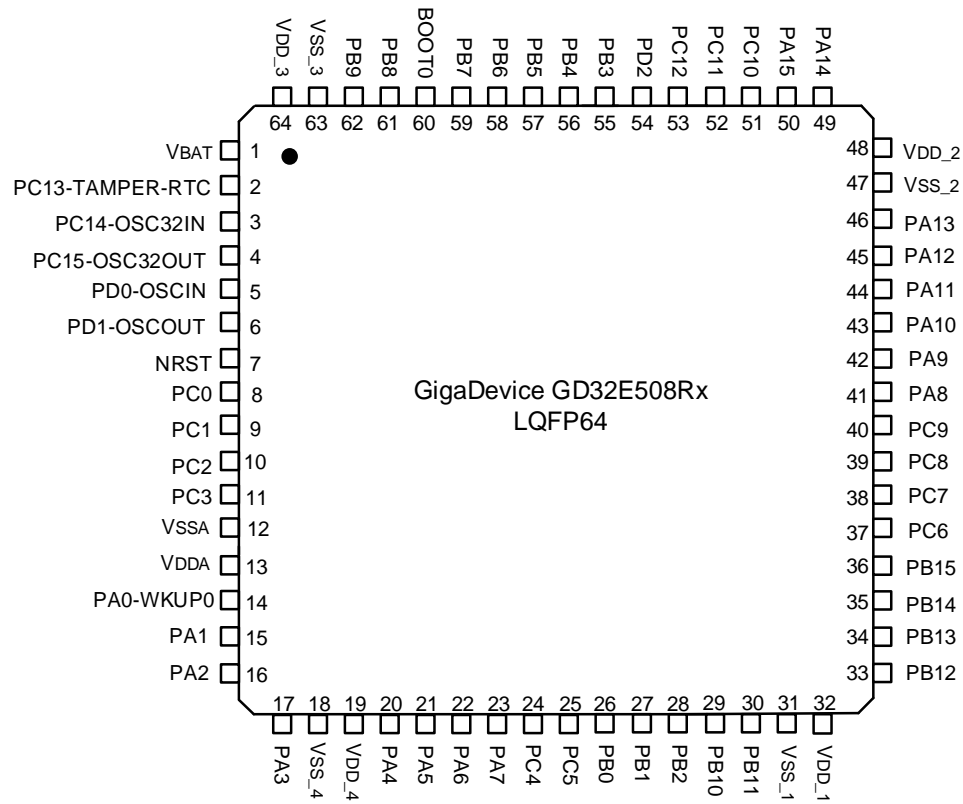 VDD_3 VSS_3 PB9 PB8 BOOT0 PB7 PB6 PB5 PB4 PB3 PD2 PC12 PC11 PC10 PA15 PA14
64 63 62 61 60 59 58 57 56 55 54 53 52 51 50 49
VBAT 1 48 VDD_2
PC13-TAMPER-RTC 2 47 VSS_2
PC14-OSC32IN 3 46 PA13
PC15-OSC32OUT 4 45 PA12
PD0-OSCIN 5 44 PA11
PD1-OSCOUT 6 43 PA10
NRST 7 42 PA9
PC0 8 41 PA8
PC1 9 40 PC9
PC2 10 39 PC8
PC3 11 38 PC7
VSSA 12 37 PC6
VDDA 13 36 PB15
PA0-WKUP0 14 35 PB14
PA1 15 34 PB13
PA2 16 33 PB12
GigaDevice GD32E508Rx
LQFP64
17 18 19 20 21 22 23 24 25 26 27 28 29 30 31 32
PA3 VSS_4 VDD_4 PA4 PA5 PA6 PA7 PC4 PC5 PB0 PB1 PB2 PB10 PB11 VSS_1 VDD_1